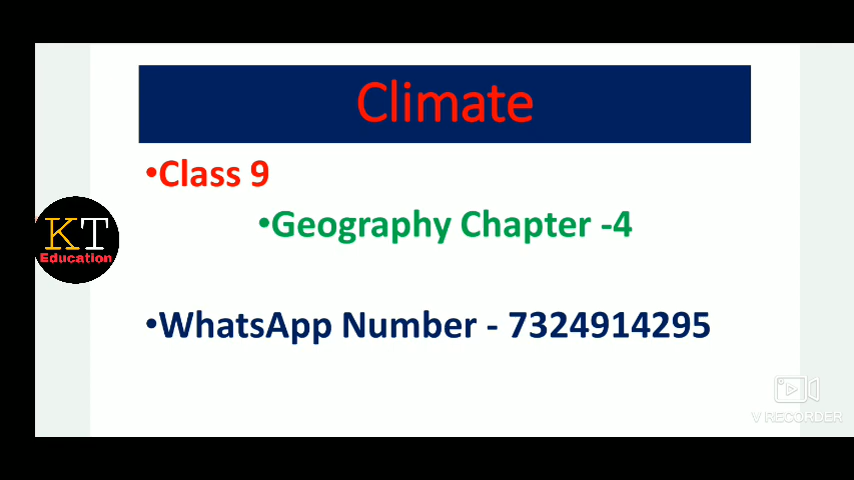 Climate
•Class 9
•Geography Chapter -4
KT
Education
•WhatsApp Number - 7324914295
V RECORDER